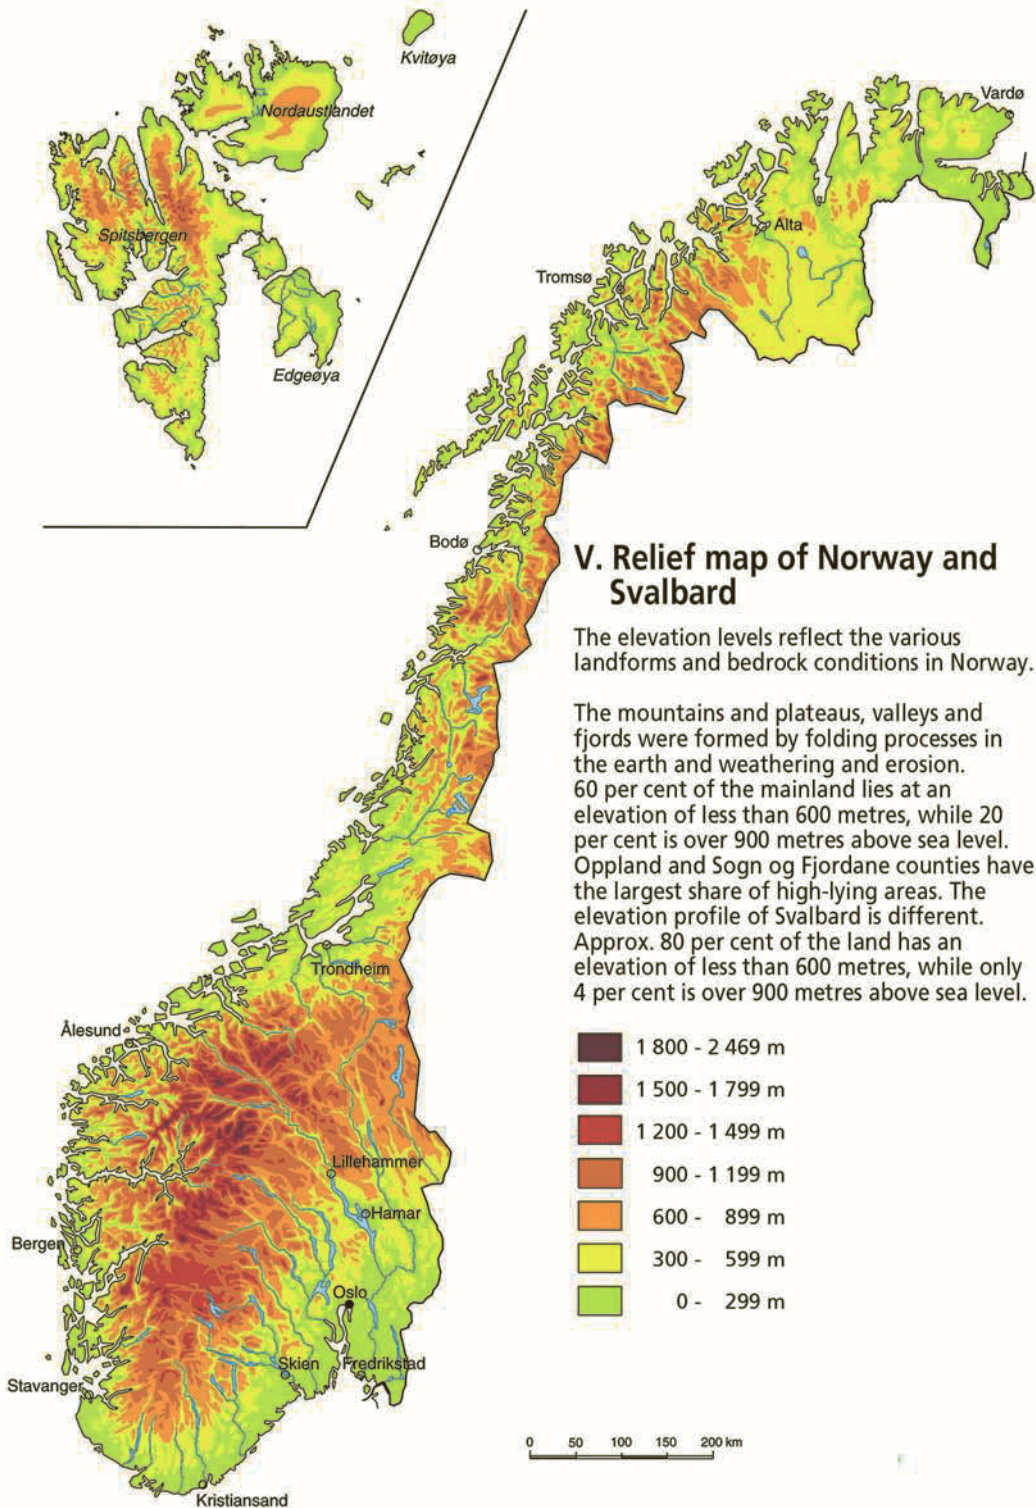 Kvitøya
Nordaustlandet
Spitsbergen
Edgeøya
Vardø
Alta
Tromsø
Bodø
V. Relief map of Norway and
Svalbard
The elevation levels reflect the various
landforms and bedrock conditions in Norway.
The mountains and plateaus, valleys and
fjords were formed by folding processes in
the earth and weathering and erosion.
60 per cent of the mainland lies at an
elevation of less than 600 metres, while 20
per cent is over 900 metres above sea level.
Oppland and Sogn og Fjordane counties have
the largest share of high-lying areas. The
elevation profile of Svalbard is different.
Approx. 80 per cent of the land has an
elevation of less than 600 metres, while only
4 per cent is over 900 metres above sea level.
Trondheim
Ålesund
1 800 - 2 469 m
1 500 - 1 799 m
1 200 - 1 499 m
900 - 1 199 m
600 - 899 m
300 - 599 m
0 - 299 m
Lillehammer
Hamar
Bergen
Oslo
Skien
Fredrikstad
Stavanger
Kristiansand
0 50 100 150 200 km